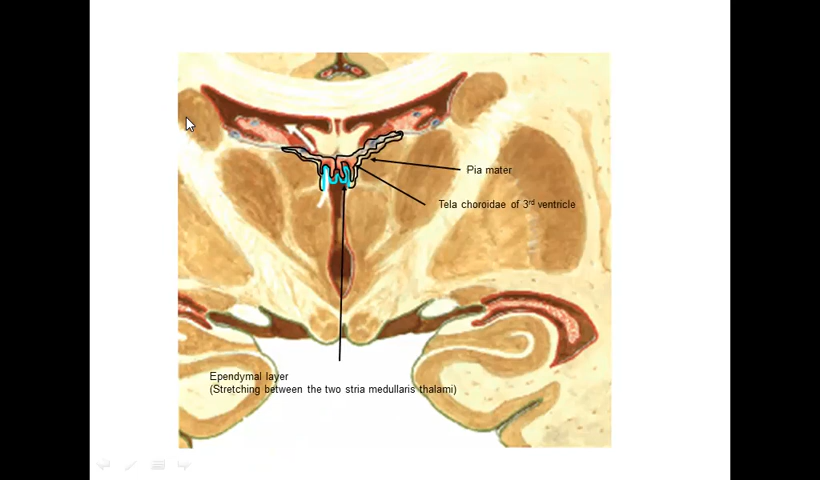 Pia mater
Tela choroidae of 3rd ventricle
Ependymal layer
(Stretching between the two stria medullaris thalami)